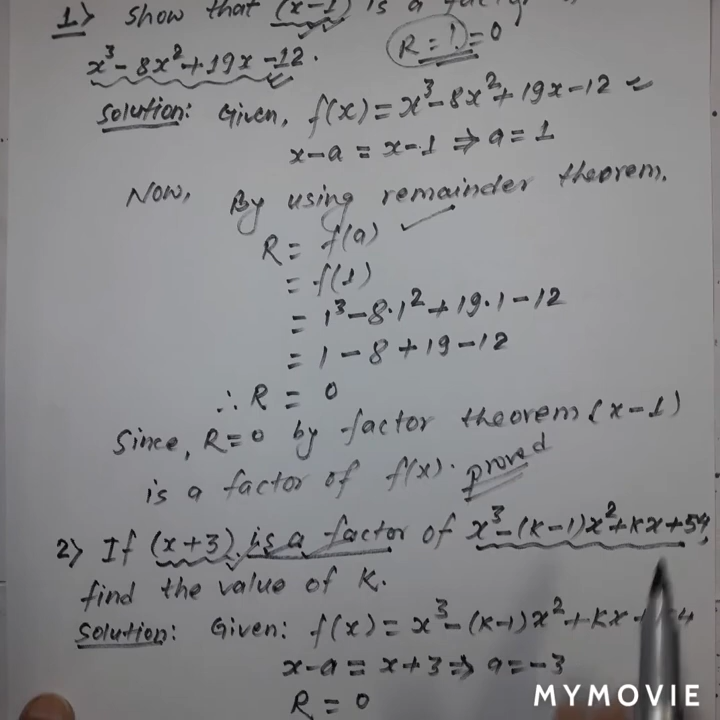 1> Show that (x-1) is a
x³-8x²+19x-12.
R=1=0
Solution: Given, f(x)=x³-8x²+19x-12
x-a = x-1 ⇒ a=1
Now, By using remainder theorem.
R= f(a)
= f(1)
= 1³-8·1²+19·1-12
= 1-8+19-12
∴ R = 0
Since, R=0 by factor theorem (x-1)
is a factor of f(x). proved
2> If (x+3) is a factor of x³-(k-1)x²+kx+54,
find the value of k.
Solution: Given: f(x)=x³-(k-1)x²+kx+54
x-a = x+3 ⇒ a=-3
R=0
MYMOVIE